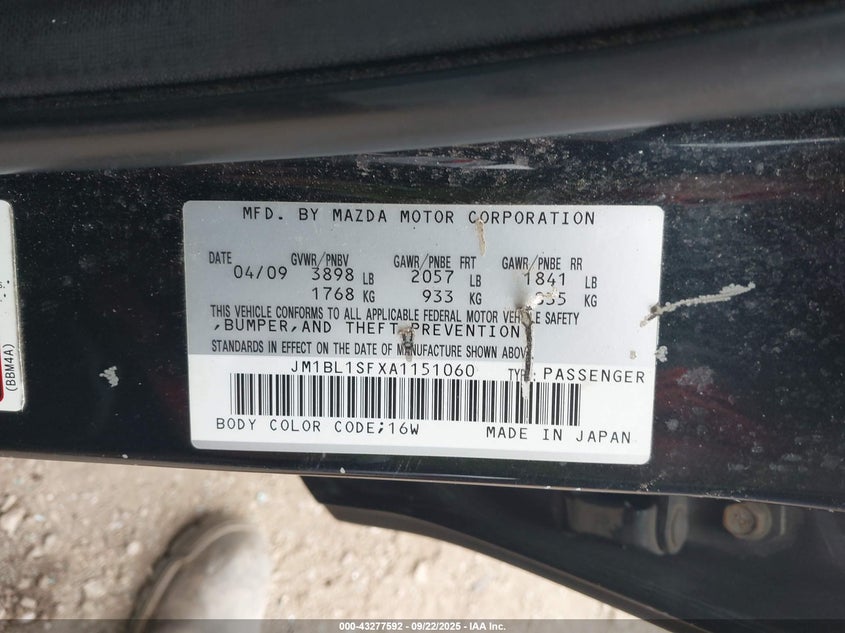 MFD. BY MAZDA MOTOR CORPORATION
DATE GVWR/PNBV GAWR/PNBE FRT GAWR/PNBE RR
04/09 3898 LB 2057 LB 1841 LB
1768 KG 933 KG KG
THIS VEHICLE CONFORMS TO ALL APPLICABLE FEDERAL MOTOR VEHICLE SAFETY
,BUMPER,AND THEFT PREVENTION
STANDARDS IN EFFECT ON THE DATE OF MANUFACTURE SHOWN ABOVE
JM1BL1SFXA1151060 TYPE: PASSENGER
BODY COLOR CODE;16W MADE IN JAPAN
(BBM4A)
000-43277592 - 09/22/2025 - IAA Inc.